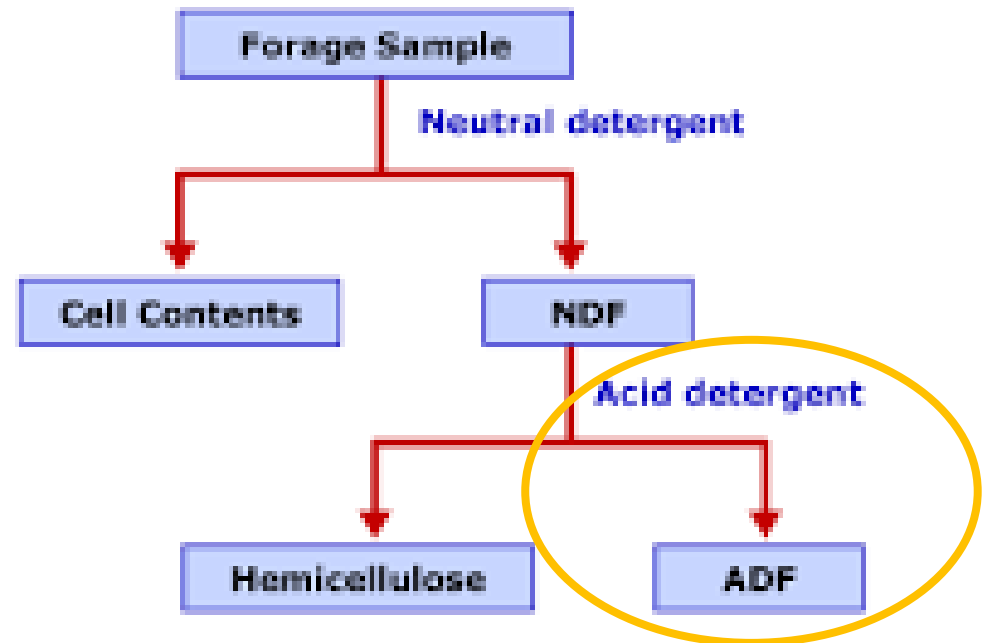 Forage Sample
Neutral detergent
Cell Contents
NDF
Acid detergent
Hemicellulose
ADF